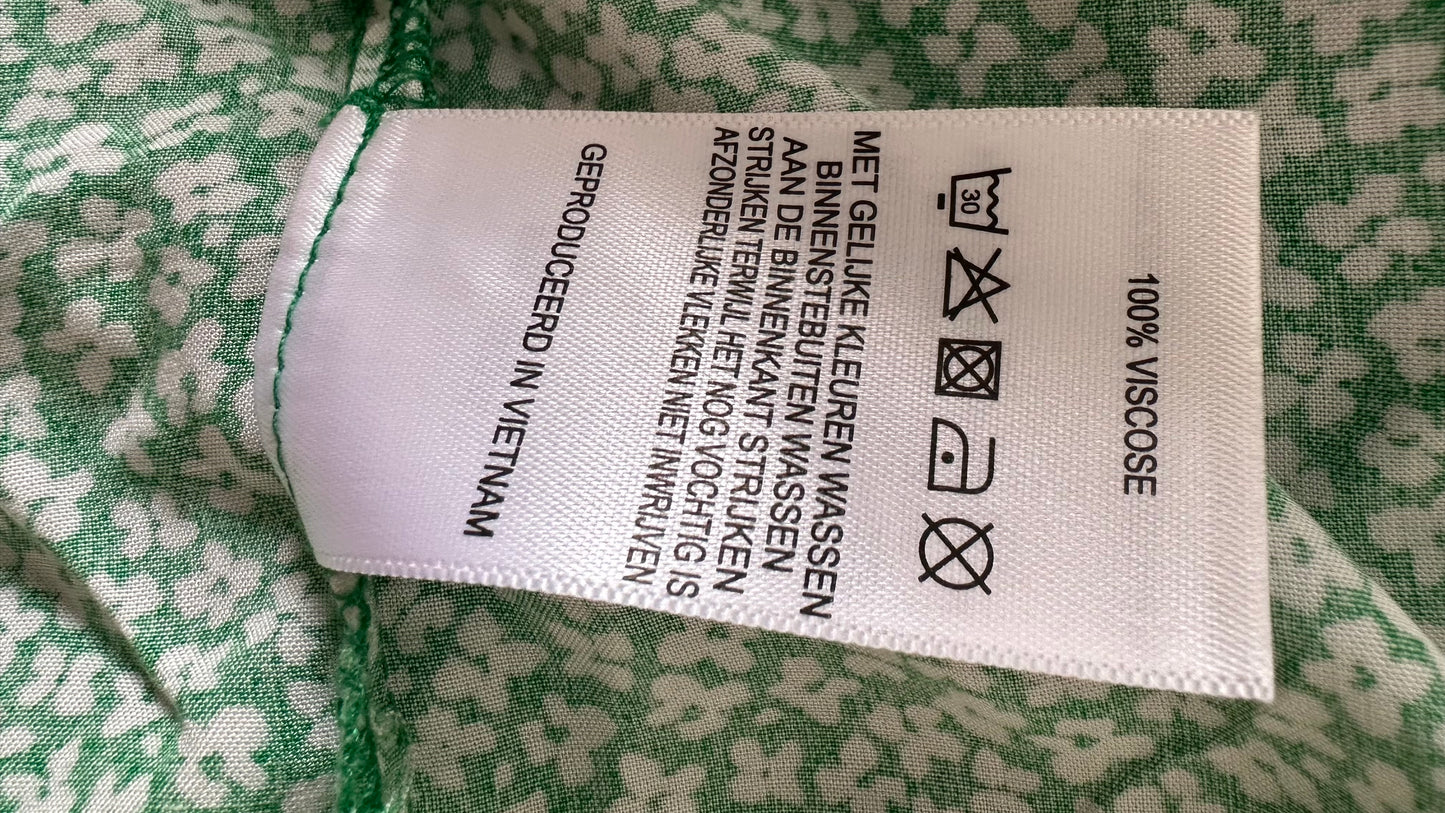 100% VISCOSE
30
MET GELIJKE KLEUREN WASSEN
BINNENSTEBUITEN WASSEN
AAN DE BINNENKANT STRIJKEN
STRIJKEN TERWIJL HET NOG VOCHTIG IS
AFZONDERLIJKE VLEKKEN NIET INWRIJVEN
GEPRODUCEERD IN VIETNAM